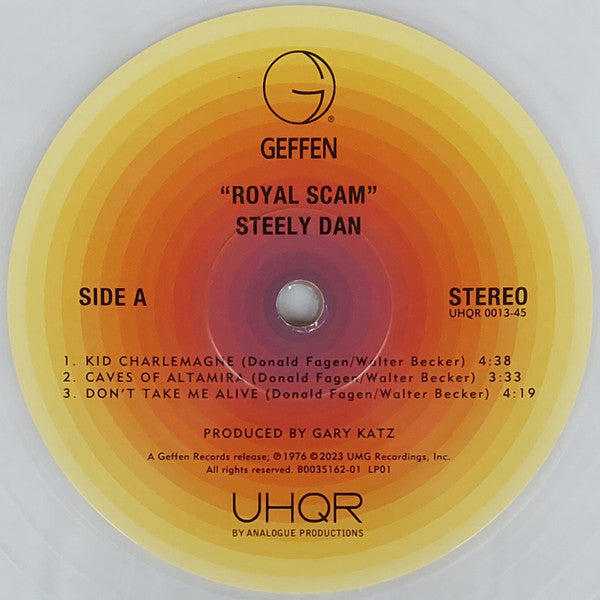 G
®
GEFFEN
“ROYAL SCAM”
STEELY DAN
SIDE A
STEREO
UHQR 0013-45
1. KID CHARLEMAGNE (Donald Fagen/Walter Becker) 4:38
2. CAVES OF ALTAMIRA (Donald Fagen/Walter Becker) 3:33
3. DON'T TAKE ME ALIVE (Donald Fagen/Walter Becker) 4:19
PRODUCED BY GARY KATZ
A Geffen Records release; ℗1976 ©2023 UMG Recordings, Inc.
All rights reserved. B0035162-01 LP01
UHQR
BY ANALOGUE PRODUCTIONS